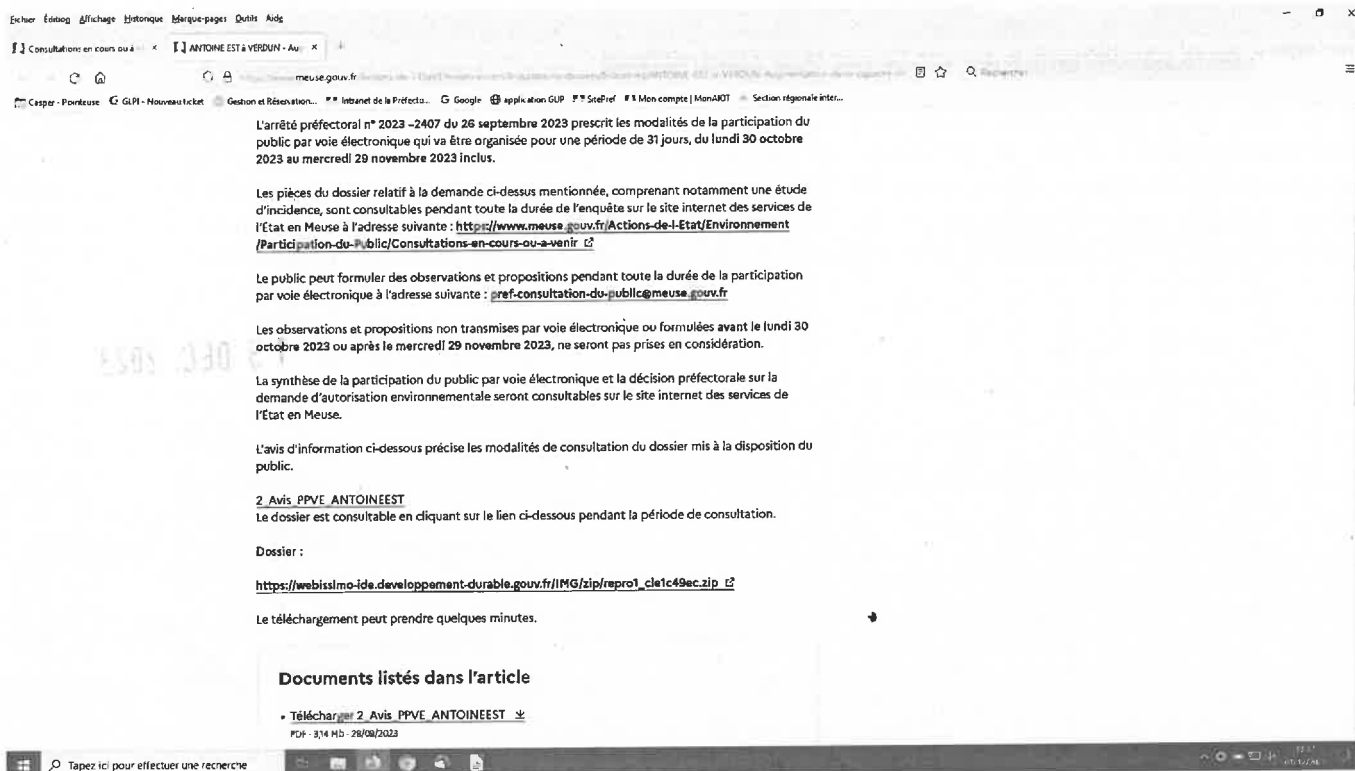 Fichier Édition Affichage Historique Marque-pages Outils Aide
Consultations en cours ou à × ANTOINE EST à VERDUN - Au × +
meuse.gouv.fr
Rechercher
Casper - Pointeuse GLPI - Nouveau ticket Gestion et Réservation... Intranet de la Préfectu... Google application GUP SitePref Mon compte | MonAIOT Section régionale inter...
L'arrêté préfectoral n° 2023 –2407 du 26 septembre 2023 prescrit les modalités de la participation du
public par voie électronique qui va être organisée pour une période de 31 jours, du lundi 30 octobre
2023 au mercredi 29 novembre 2023 inclus.
Les pièces du dossier relatif à la demande ci-dessus mentionnée, comprenant notamment une étude
d'incidence, sont consultables pendant toute la durée de l'enquête sur le site internet des services de
l'État en Meuse à l'adresse suivante : https://www.meuse.gouv.fr/Actions-de-l-Etat/Environnement
/Participation-du-Public/Consultations-en-cours-ou-a-venir
Le public peut formuler des observations et propositions pendant toute la durée de la participation
par voie électronique à l'adresse suivante : pref-consultation-du-public@meuse.gouv.fr
Les observations et propositions non transmises par voie électronique ou formulées avant le lundi 30
octobre 2023 ou après le mercredi 29 novembre 2023, ne seront pas prises en considération.
La synthèse de la participation du public par voie électronique et la décision préfectorale sur la
demande d'autorisation environnementale seront consultables sur le site internet des services de
l'État en Meuse.
L'avis d'information ci-dessous précise les modalités de consultation du dossier mis à la disposition du
public.
2_Avis_PPVE_ANTOINEEST
Le dossier est consultable en cliquant sur le lien ci-dessous pendant la période de consultation.
Dossier :
https://webissimo-ide.developpement-durable.gouv.fr/IMG/zip/repro1_cle1c49ec.zip
Le téléchargement peut prendre quelques minutes.
Documents listés dans l'article
• Télécharger 2_Avis_PPVE_ANTOINEEST
PDF - 3,14 Mb - 28/09/2023
Tapez ici pour effectuer une recherche